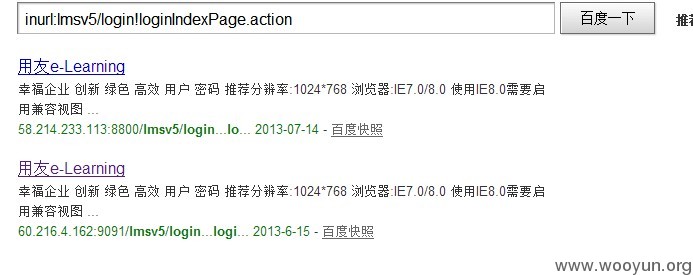 inurl:lmsv5/login!loginIndexPage.action 百度一下 推荐
用友e-Learning
幸福企业 创新 绿色 高效 用户 密码 推荐分辨率:1024*768 浏览器:IE7.0/8.0 使用IE8.0需要启
用兼容视图 ...
58.214.233.113:8800/lmsv5/login...lo... 2013-07-14 - 百度快照
用友e-Learning
幸福企业 创新 绿色 高效 用户 密码 推荐分辨率:1024*768 浏览器:IE7.0/8.0 使用IE8.0需要启
用兼容视图 ...
60.216.4.162:9091/lmsv5/login...logi... 2013-6-15 - 百度快照
www.wooyun.org